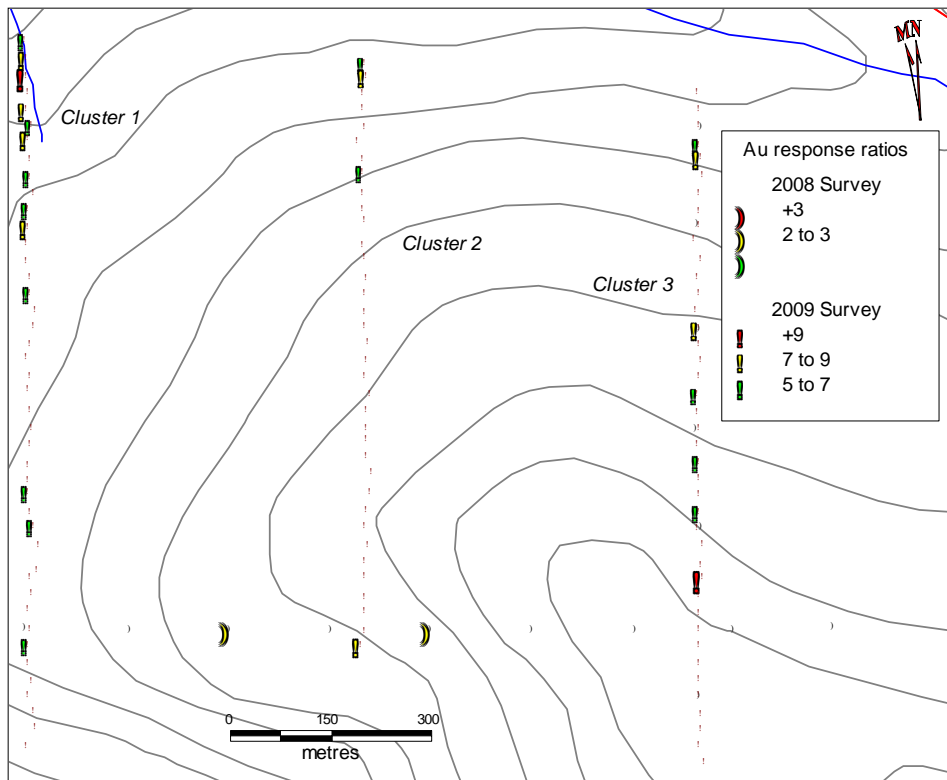 MN
Cluster 1
Au response ratios
2008 Survey
+3
2 to 3
Cluster 2
Cluster 3
2009 Survey
+9
7 to 9
5 to 7
0 150 300
metres